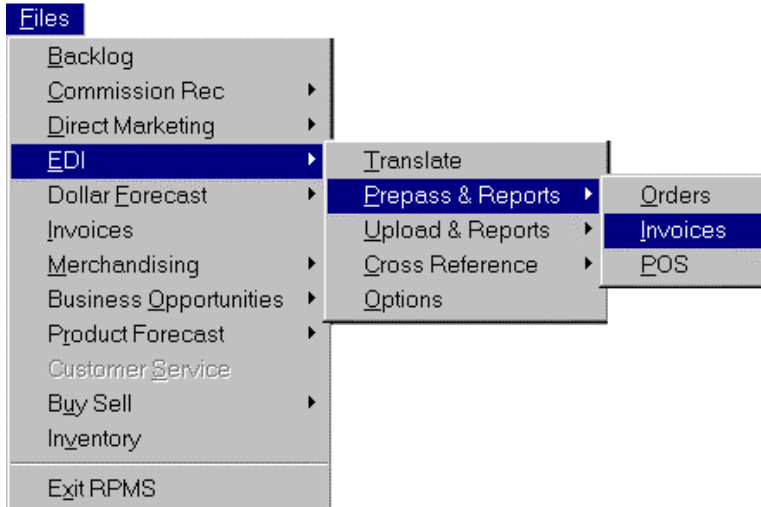 Files
Backlog
Commission Rec
Direct Marketing
EDI
Dollar Forecast
Invoices
Merchandising
Business Opportunities
Product Forecast
Customer Service
Buy Sell
Inventory
Exit RPMS
Translate
Prepass & Reports
Upload & Reports
Cross Reference
Options
Orders
Invoices
POS